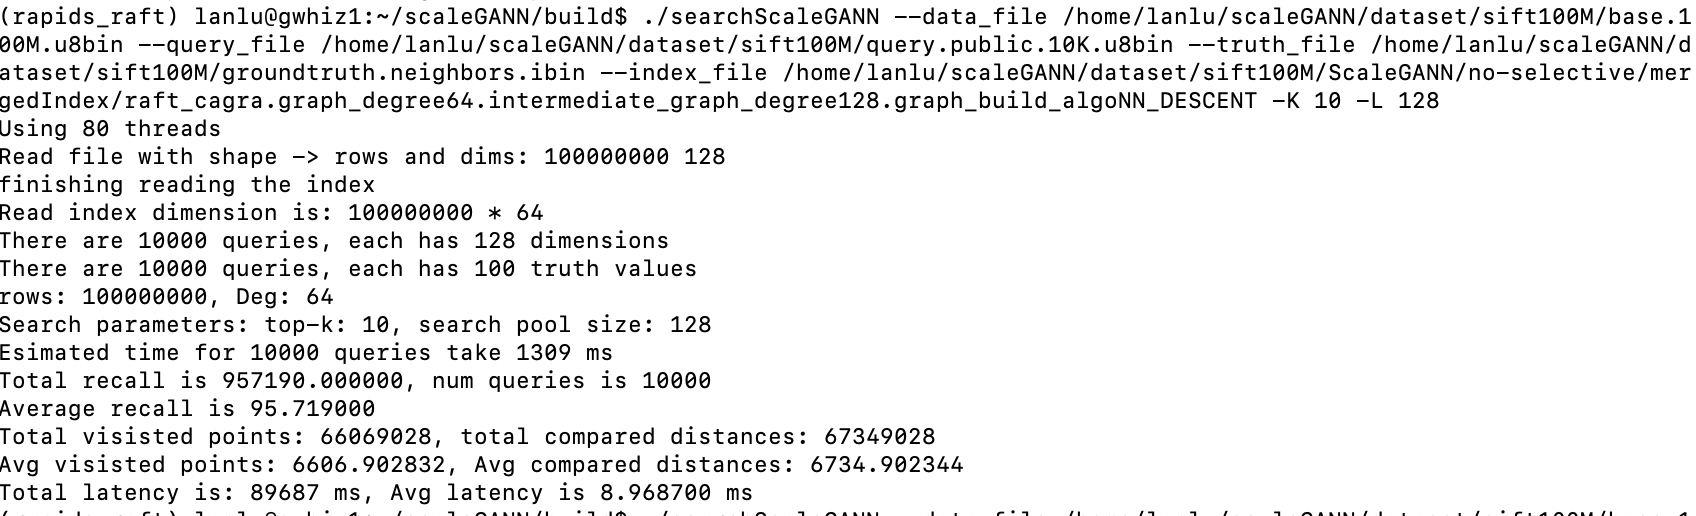 (rapids_raft) lanlu@gwhiz1:~/scaleGANN/build$ ./searchScaleGANN --data_file /home/lanlu/scaleGANN/dataset/sift100M/base.1
00M.u8bin --query_file /home/lanlu/scaleGANN/dataset/sift100M/query.public.10K.u8bin --truth_file /home/lanlu/scaleGANN/d
ataset/sift100M/groundtruth.neighbors.ibin --index_file /home/lanlu/scaleGANN/dataset/sift100M/ScaleGANN/no-selective/mer
gedIndex/raft_cagra.graph_degree64.intermediate_graph_degree128.graph_build_algoNN_DESCENT -K 10 -L 128
Using 80 threads
Read file with shape -> rows and dims: 100000000 128
finishing reading the index
Read index dimension is: 100000000 * 64
There are 10000 queries, each has 128 dimensions
There are 10000 queries, each has 100 truth values
rows: 100000000, Deg: 64
Search parameters: top-k: 10, search pool size: 128
Esimated time for 10000 queries take 1309 ms
Total recall is 957190.000000, num queries is 10000
Average recall is 95.719000
Total visisted points: 66069028, total compared distances: 67349028
Avg visisted points: 6606.902832, Avg compared distances: 6734.902344
Total latency is: 89687 ms, Avg latency is 8.968700 ms